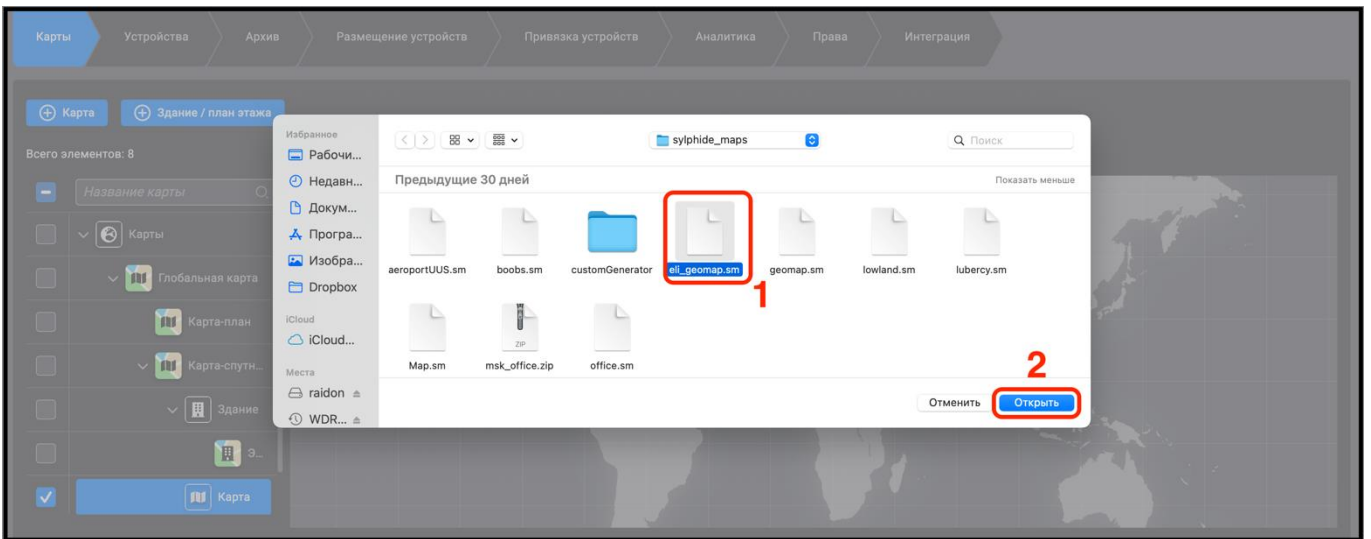 Карты Устройства Архив Размещение устройств Привязка устройств Аналитика Права Интеграция
Карта Здание / план этажа
Всего элементов: 8
Название карты
Карты
Глобальная карта
Карта-план
Карта-спутн...
Здание
Э...
Карта
Избранное
Рабочи...
Недавн...
Докум...
Програ...
Изобра...
Dropbox
iCloud
iCloud...
Места
raidon
WDR...
sylphide_maps Поиск
Предыдущие 30 дней Показать меньше
aeroportUUS.sm boobs.sm customGenerator eli_geomap.sm geomap.sm lowland.sm lubercy.sm
1
ZIP
Map.sm msk_office.zip office.sm
2
Отменить Открыть